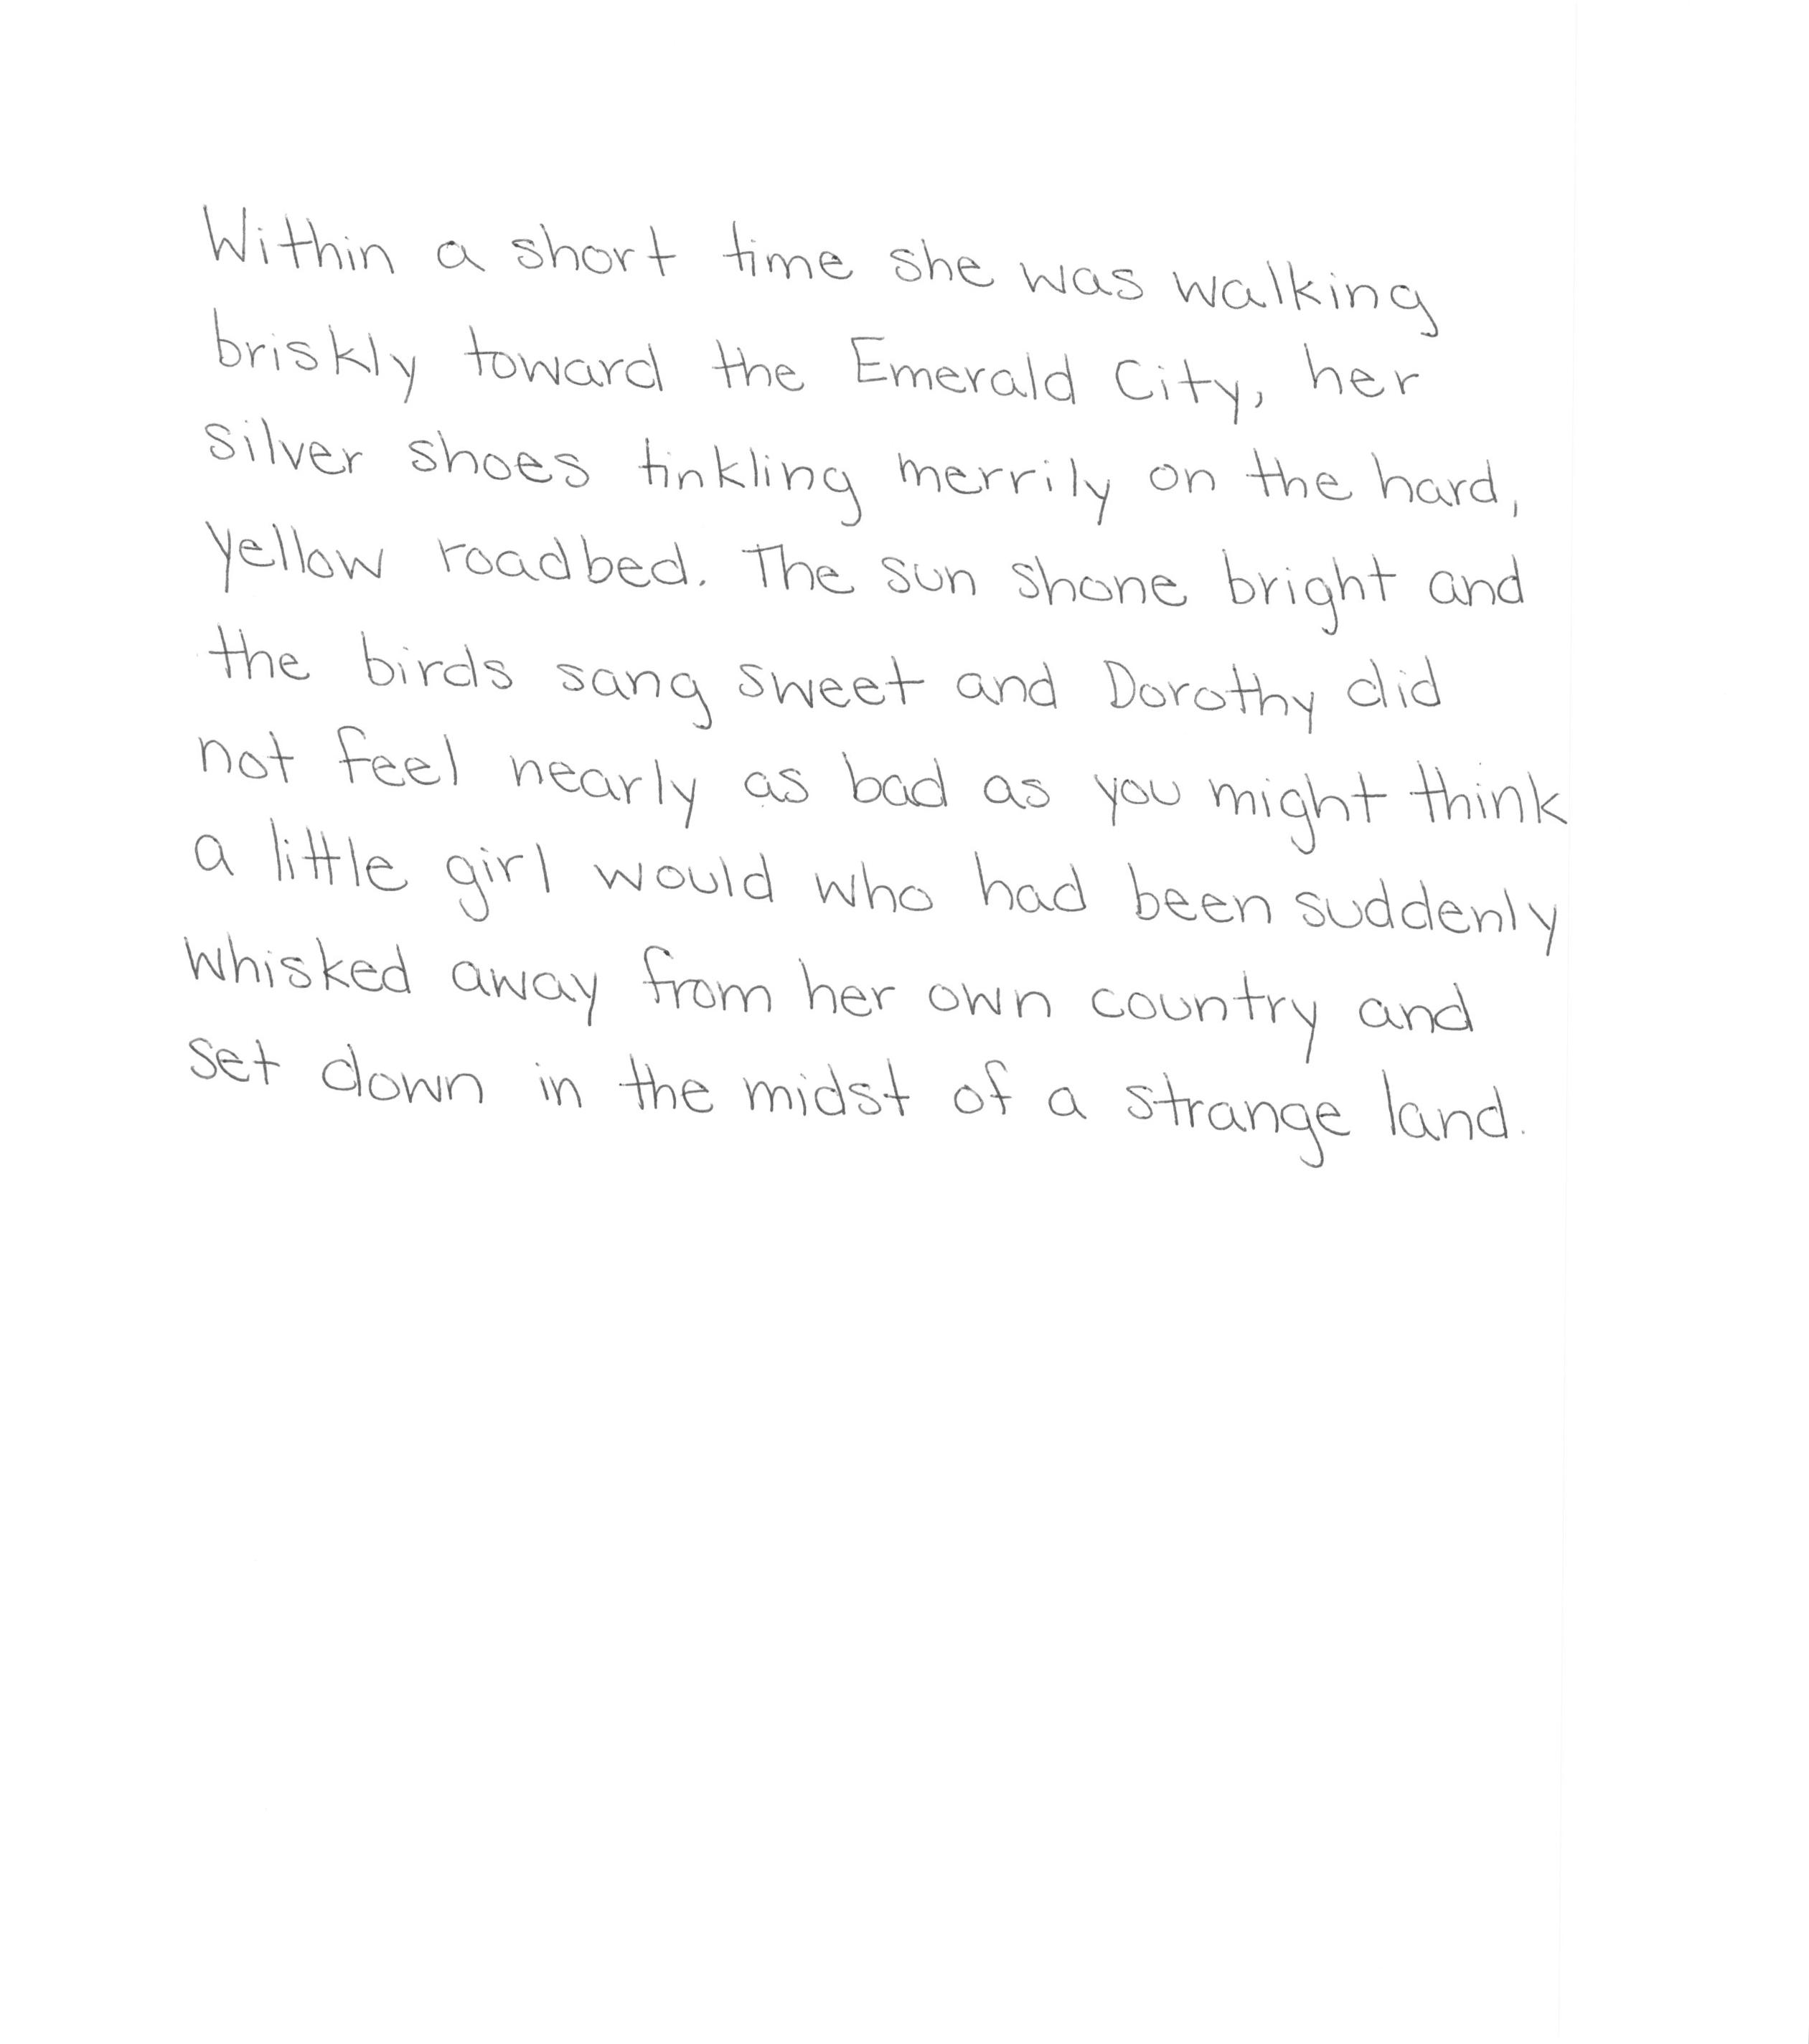 Within a short time she was walking
briskly toward the Emerald City, her
silver shoes tinkling merrily on the hard,
yellow roadbed. The sun shone bright and
the birds sang sweet and Dorothy did
not feel nearly as bad as you might think
a little girl would who had been suddenly
whisked away from her own country and
set down in the midst of a strange land.